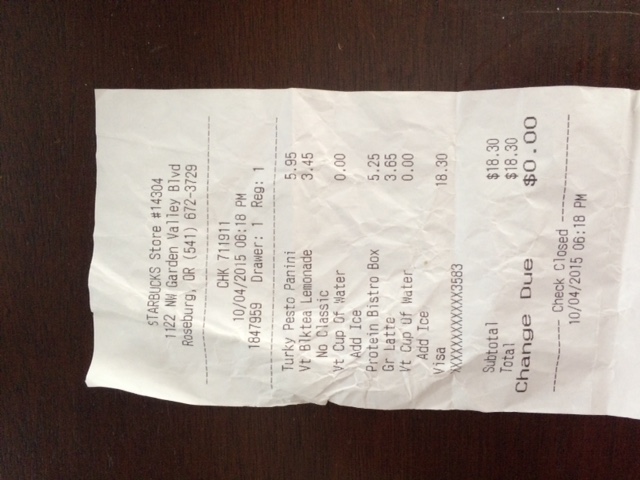 STARBUCKS Store #14304
1122 NW Garden Valley Blvd
Roseburg, OR (541) 672-3729
CHK 711911
10/04/2015 06:18 PM
1847959 Drawer: 1 Reg: 1
Turky Pesto Panini 5.95
Vt Blktea Lemonade 3.45
No Classic
Vt Cup Of Water 0.00
Add Ice
Protein Bistro Box 5.25
Gr Latte 3.65
Vt Cup Of Water 0.00
Add Ice
Visa 18.30
XXXXXXXXXXXX3583
Subtotal $18.30
Total $18.30
Change Due $0.00
---------- Check Closed ----------
10/04/2015 06:18 PM